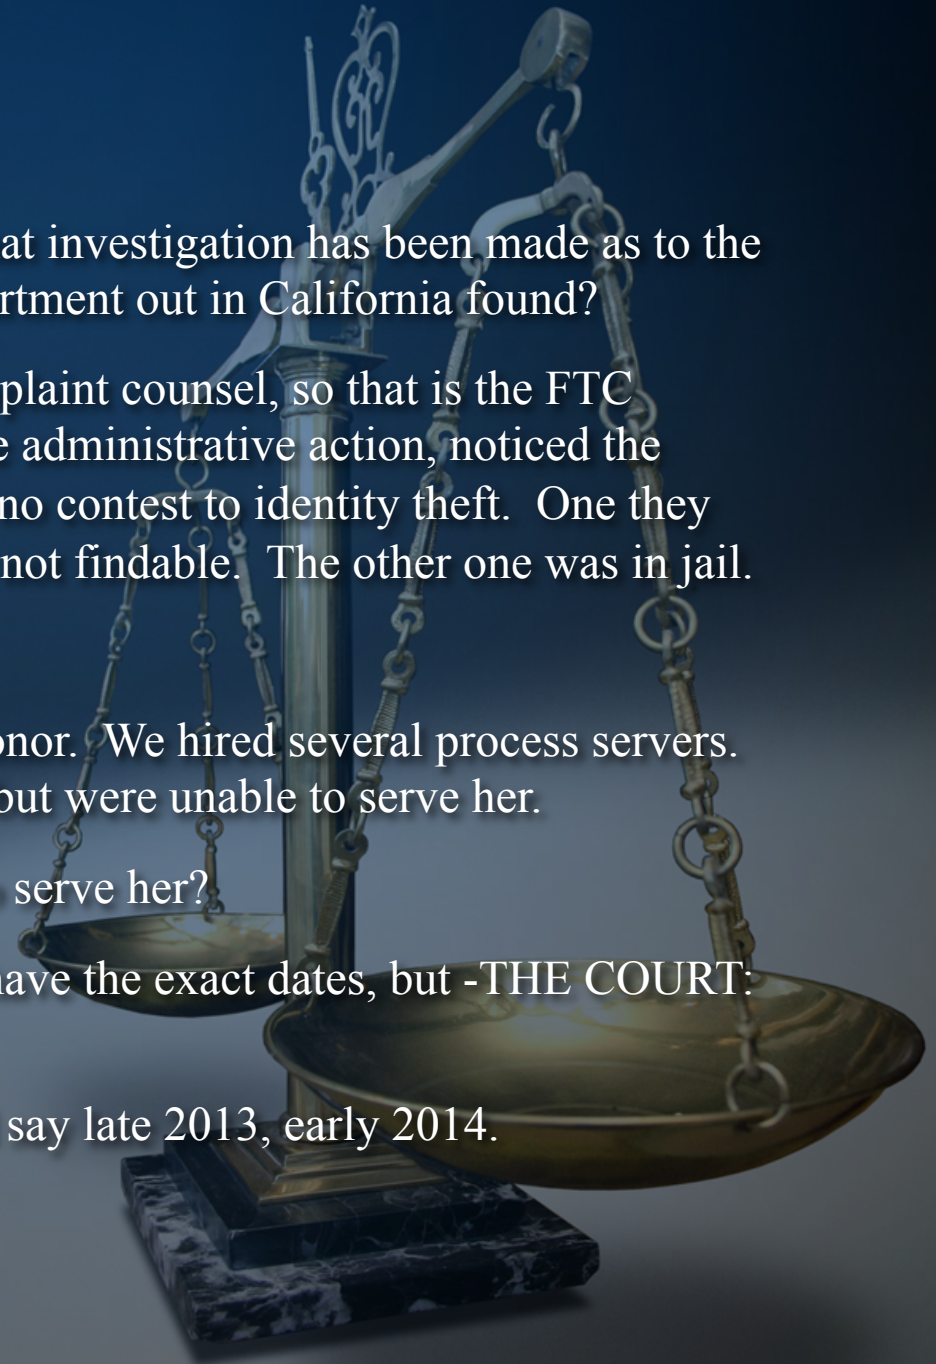 at investigation has been made as to the
rtment out in California found?
plaint counsel, so that is the FTC
e administrative action, noticed the
no contest to identity theft.  One they
not findable.  The other one was in jail.
onor.  We hired several process servers.
but were unable to serve her.
serve her?
have the exact dates, but -THE COURT:
say late 2013, early 2014.